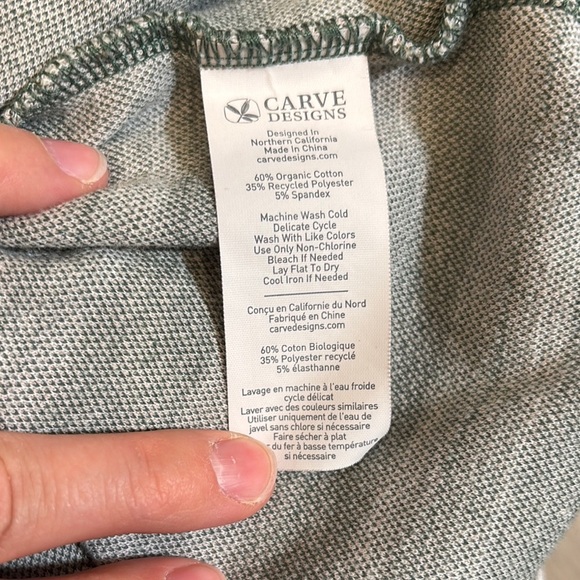 CARVE
DESIGNS
Designed In
Northern California
Made In China
carvedesigns.com
60% Organic Cotton
35% Recycled Polyester
5% Spandex
Machine Wash Cold
Delicate Cycle
Wash With Like Colors
Use Only Non-Chlorine
Bleach If Needed
Lay Flat To Dry
Cool Iron If Needed
Conçu en Californie du Nord
Fabriqué en Chine
carvedesigns.com
60% Coton Biologique
35% Polyester recyclé
5% élasthanne
Lavage en machine à l'eau froide
cycle délicat
Laver avec des couleurs similaires
Utiliser uniquement de l'eau de
javel sans chlore si nécessaire
Faire sécher à plat
du fer à basse température
si nécessaire